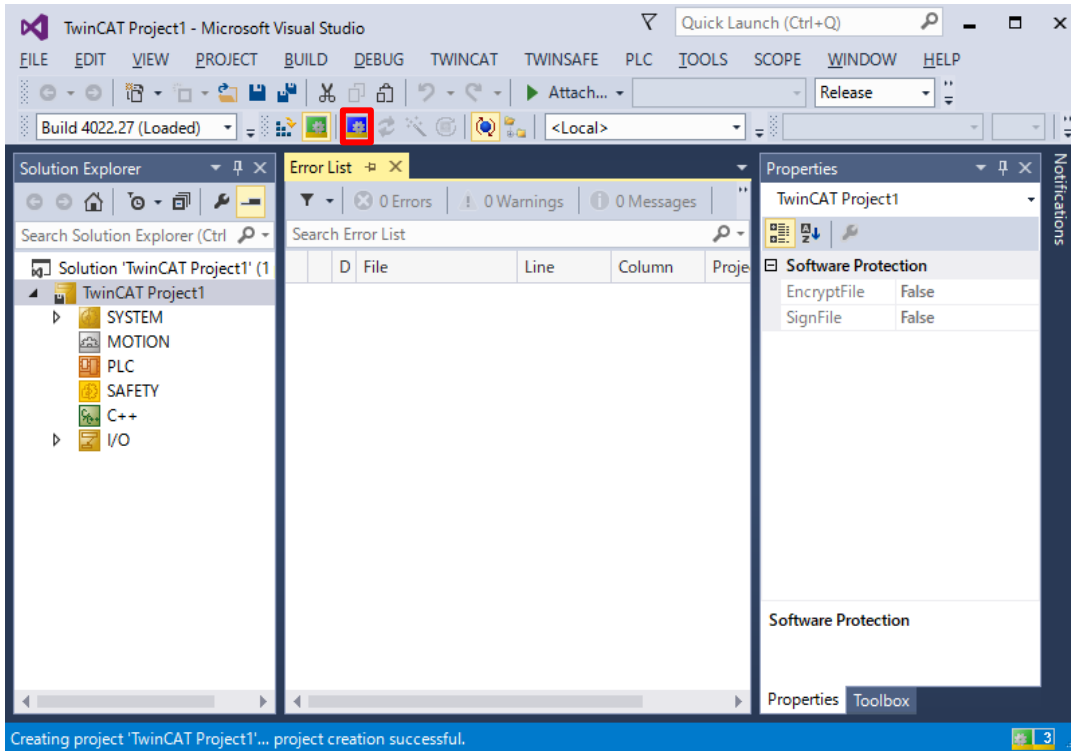 TwinCAT Project1 - Microsoft Visual Studio
Quick Launch (Ctrl+Q)
FILE EDIT VIEW PROJECT BUILD DEBUG TWINCAT TWINSAFE PLC TOOLS SCOPE WINDOW HELP
Attach...
Release
Build 4022.27 (Loaded)
<Local>
Solution Explorer
Search Solution Explorer (Ctrl
Solution 'TwinCAT Project1' (1
TwinCAT Project1
SYSTEM
MOTION
PLC
SAFETY
C++
I/O
Error List
0 Errors 0 Warnings 0 Messages
Search Error List
D File Line Column Proje
Properties
TwinCAT Project1
Software Protection
EncryptFile False
SignFile False
Software Protection
Properties Toolbox
Notifications
Creating project 'TwinCAT Project1'... project creation successful.
3